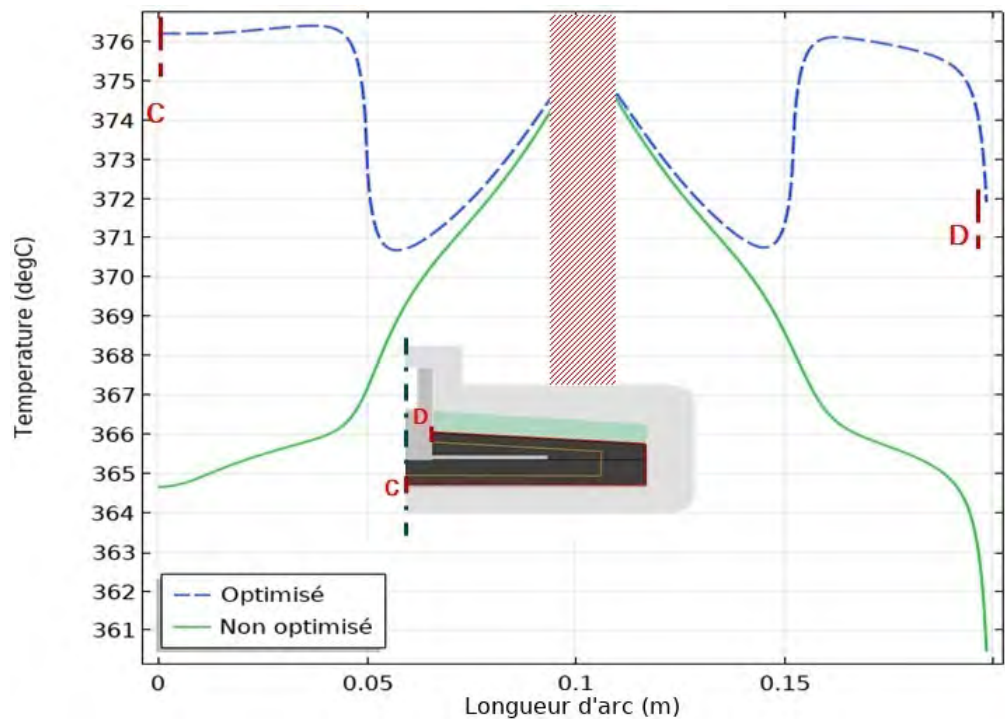 376
375
374
373
372
371
370
369
368
367
366
365
364
363
362
361
Temperature (degC)
C
D
D
C
Optimisé
Non optimisé
0
0.05
0.1
0.15
Longueur d'arc (m)